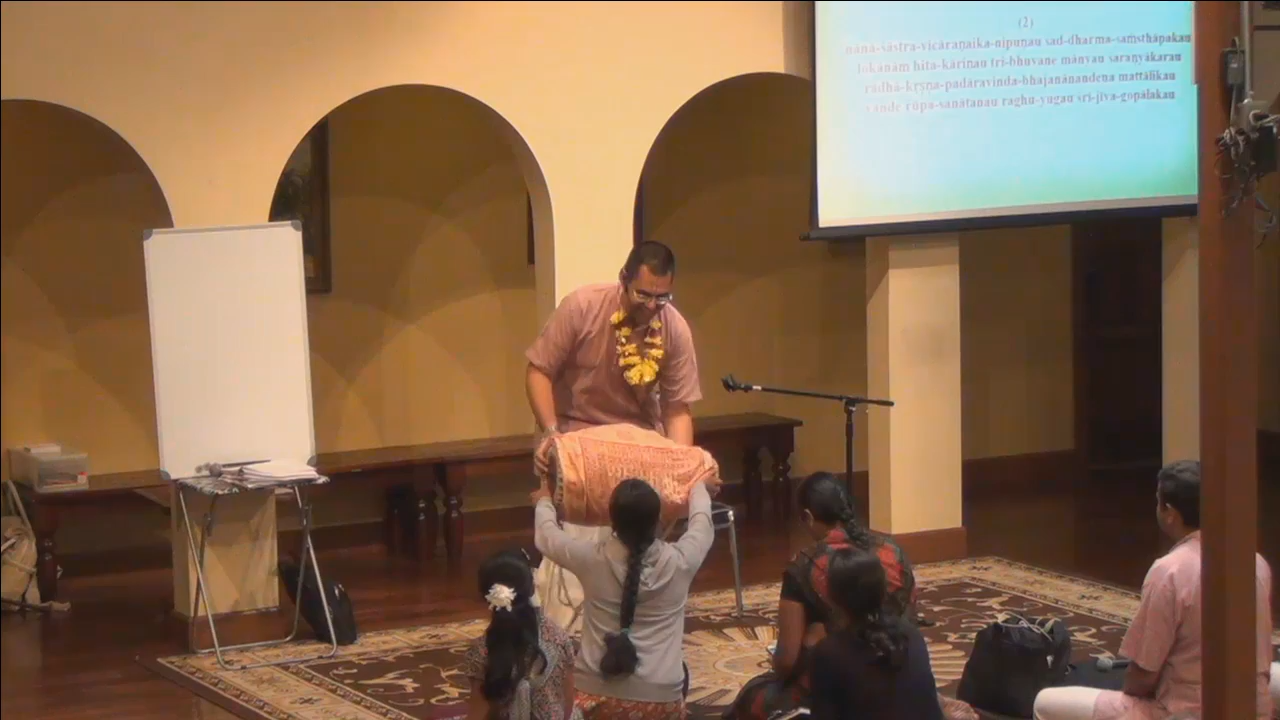 (2)
nānā-śāstra-vicāraṇaika-nipuṇau sad-dharma-saṁsthāpakau
lokānāṁ hita-kāriṇau tri-bhuvane mānyau śaraṇyākarau
rādhā-kṛṣṇa-padāravinda-bhajanānandena mattālikau
vande rūpa-sanātanau raghu-yugau śrī-jīva-gopālakau